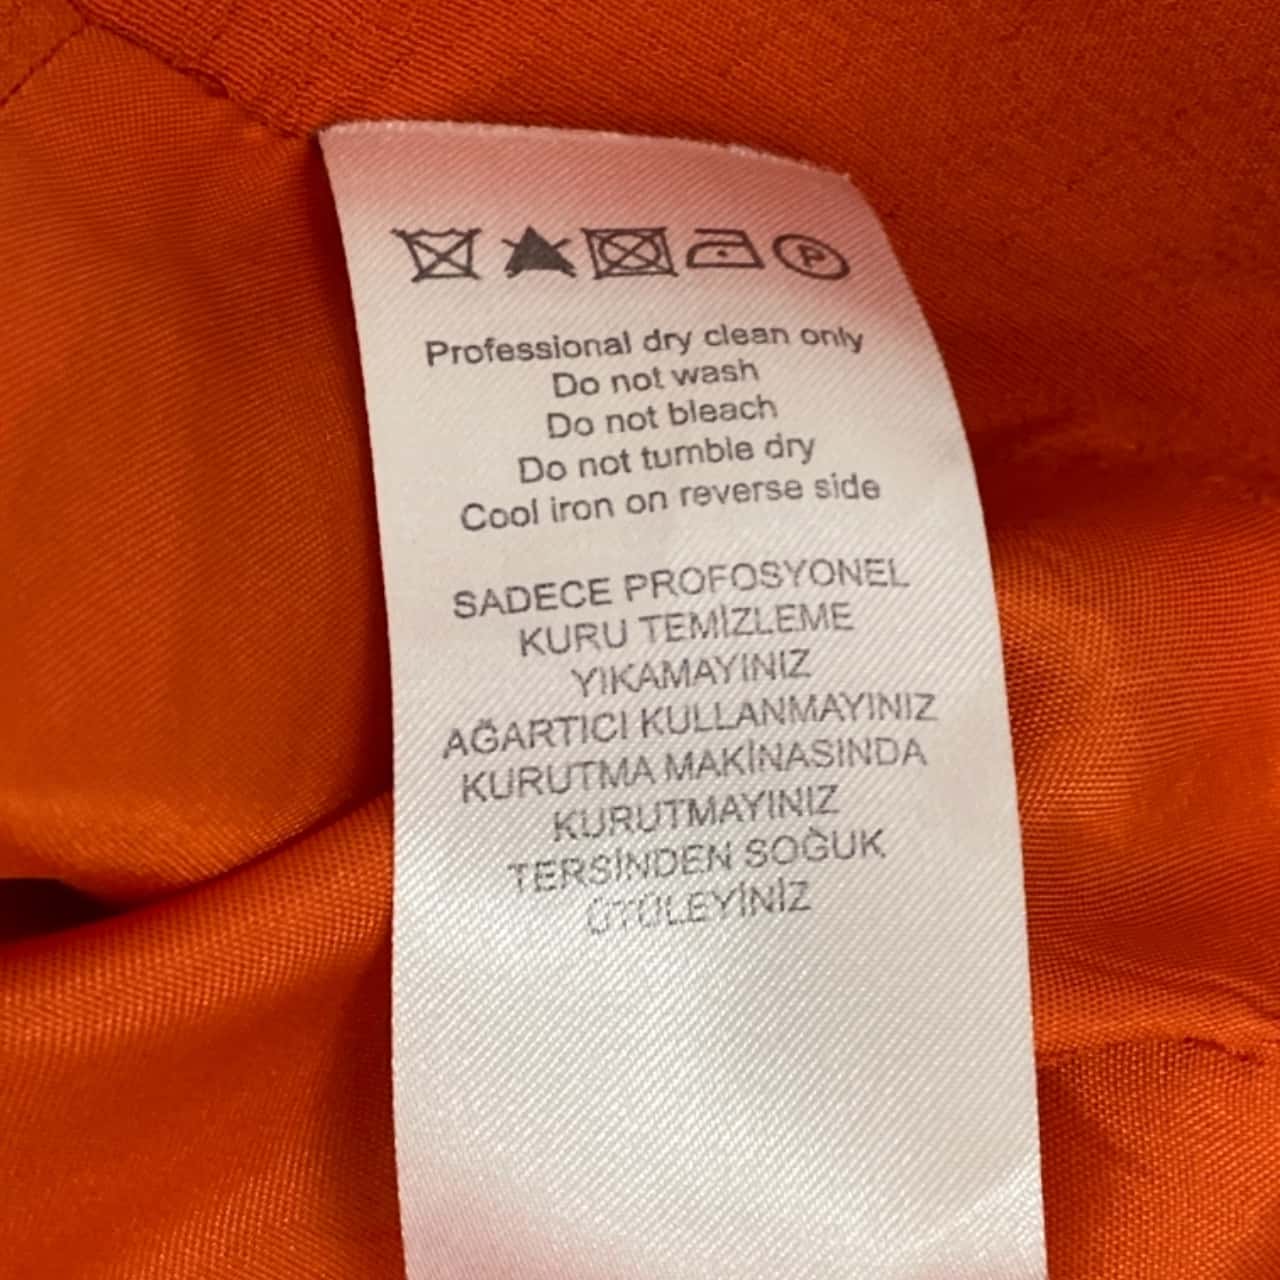 P
Professional dry clean only
Do not wash
Do not bleach
Do not tumble dry
Cool iron on reverse side
SADECE PROFOSYONEL
KURU TEMİZLEME
YIKAMAYINIZ
AĞARTICI KULLANMAYINIZ
KURUTMA MAKİNASINDA
KURUTMAYINIZ
TERSİNDEN SOĞUK
ÜTÜLEYİNİZ